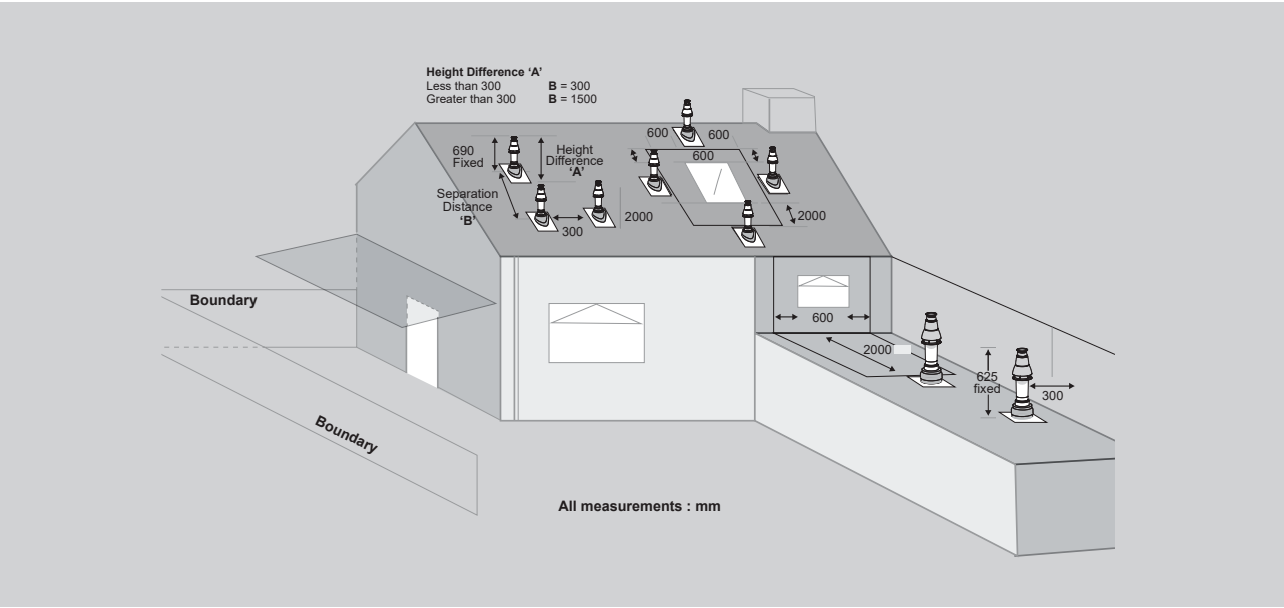 Height Difference ‘A’
Less than 300 B = 300
Greater than 300 B = 1500
600 600
690
Fixed
Height
Difference
‘A’
600
Separation
Distance
‘B’
300
2000
2000
Boundary
600
2000
625
fixed
300
Boundary
All measurements : mm